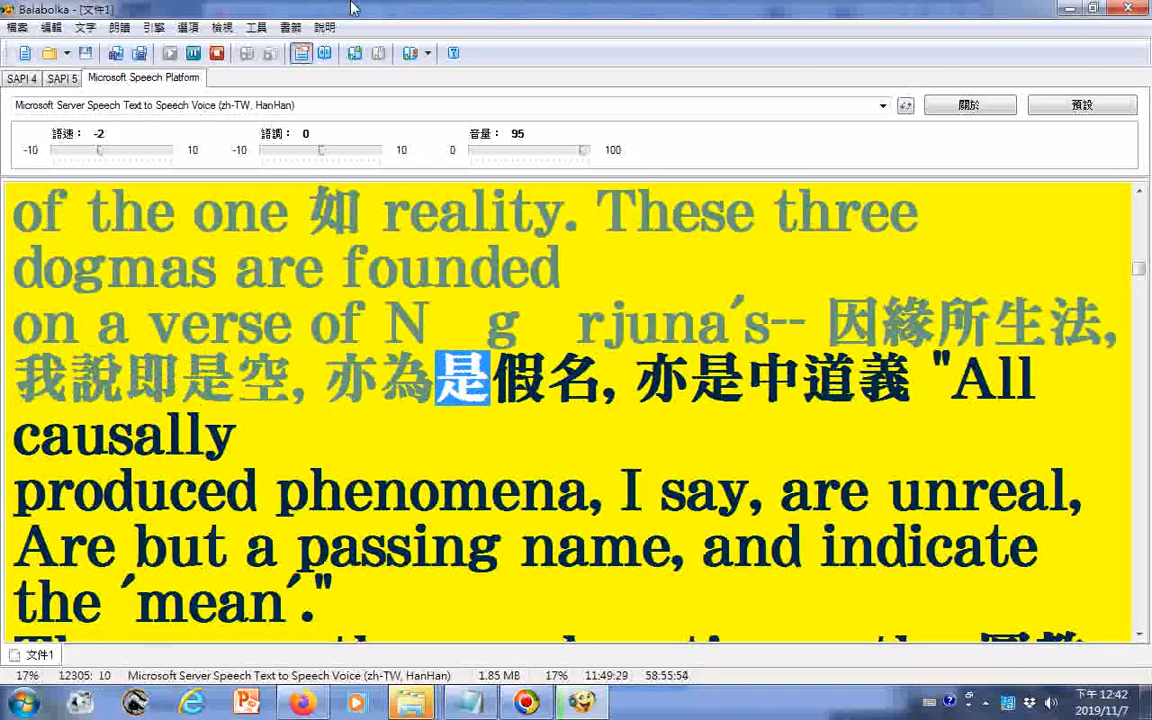 Balabolka - [文件1]
檔案 編輯 文字 朗讀 引擎 選項 檢視 工具 書籤 說明
SAPI 4 SAPI 5 Microsoft Speech Platform
Microsoft Server Speech Text to Speech Voice (zh-TW, HanHan) 關於 預設
語速： -2 語調： 0 音量： 95
-10 10 -10 10 0 100
of the one 如 reality. These three
dogmas are founded
on a verse of N g rjuna´s-- 因緣所生法,
我說即是空, 亦為是假名, 亦是中道義 "All
causally
produced phenomena, I say, are unreal,
Are but a passing name, and indicate
the ´mean´."
文件1
17% 12305: 10 Microsoft Server Speech Text to Speech Voice (zh-TW, HanHan) 1.85 MB 17% 11:49:29 58:55:54
下午 12:42
2019/11/7